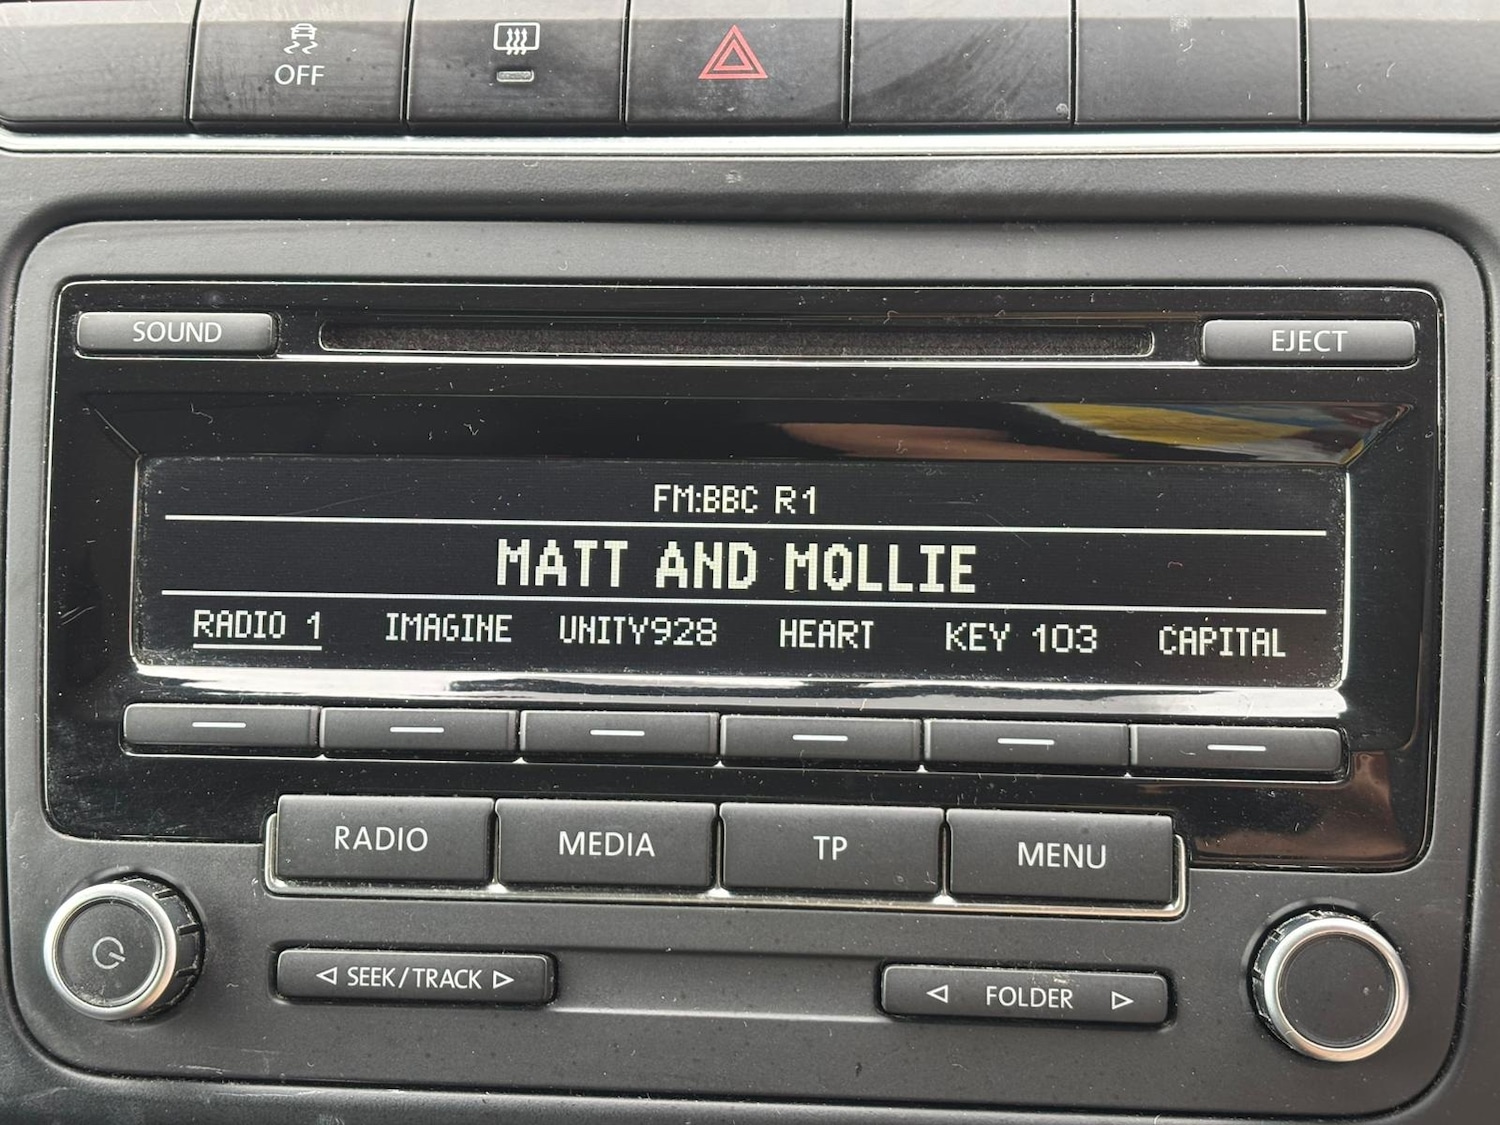 OFF
SOUND
EJECT
FM:BBC R1
MATT AND MOLLIE
RADIO 1 IMAGINE UNITY928 HEART KEY 103 CAPITAL
RADIO MEDIA TP MENU
SEEK/TRACK
FOLDER